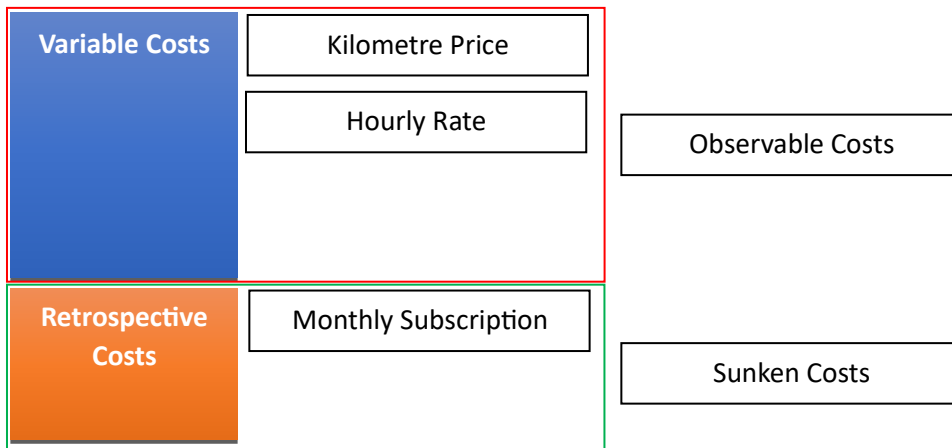 Variable Costs
Kilometre Price
Hourly Rate
Observable Costs
Retrospective
Costs
Monthly Subscription
Sunken Costs